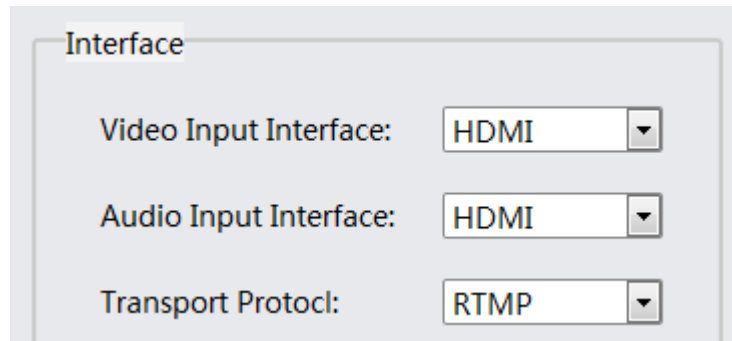 Interface
Video Input Interface: HDMI
Audio Input Interface: HDMI
Transport Protocl: RTMP